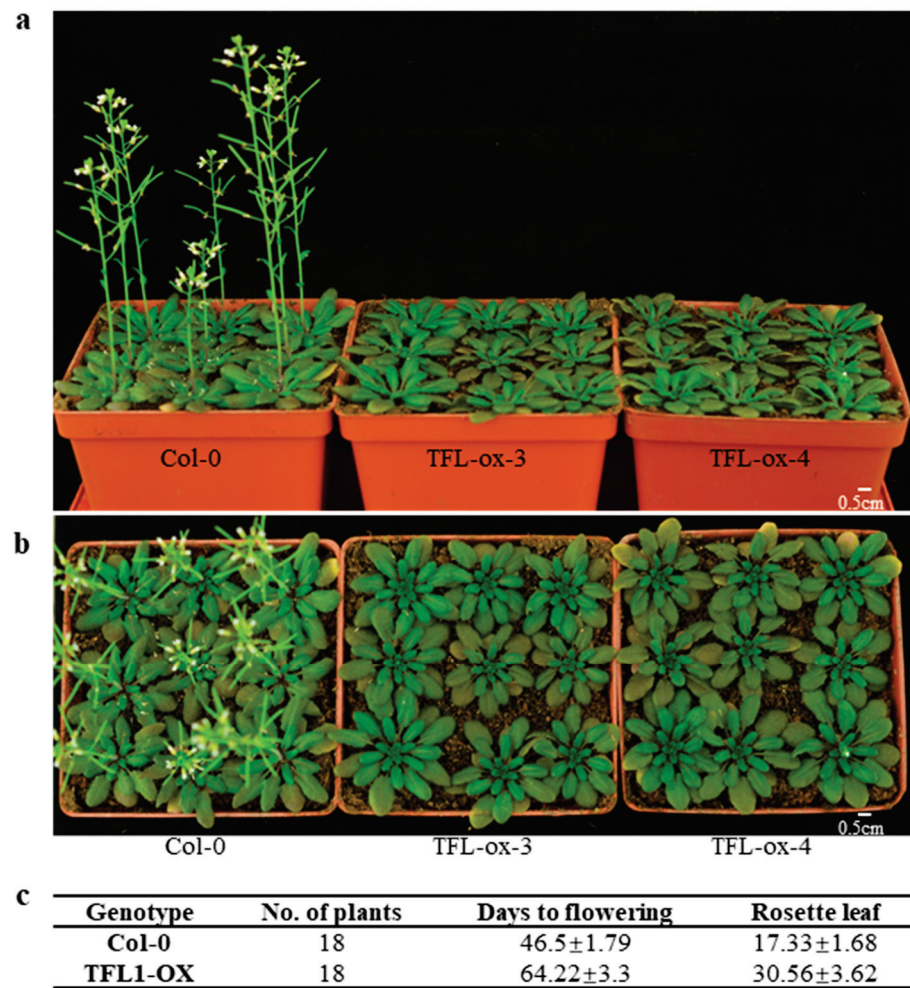 a
Col-0
TFL-ox-3
TFL-ox-4
0.5cm
b
0.5cm
Col-0
TFL-ox-3
TFL-ox-4
c
Genotype No. of plants Days to flowering Rosette leaf
Col-0 18 46.5±1.79 17.33±1.68
TFL1-OX 18 64.22±3.3 30.56±3.62